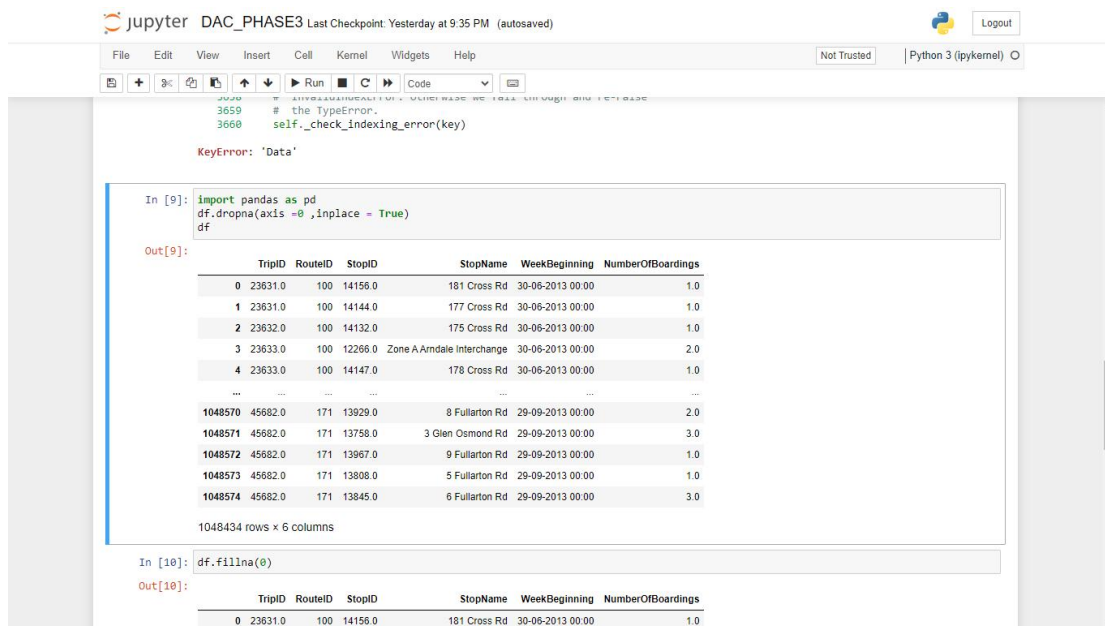 jupyter DAC_PHASE3 Last Checkpoint: Yesterday at 9:35 PM (autosaved)
Logout
File Edit View Insert Cell Kernel Widgets Help
Not Trusted Python 3 (ipykernel)
Run Code
3659 # the TypeError.
3660 self._check_indexing_error(key)
KeyError: 'Data'
In [9]: import pandas as pd
df.dropna(axis =0 ,inplace = True)
df
Out[9]:
TripID RouteID StopID StopName WeekBeginning NumberOfBoardings
0 23631.0 100 14156.0 181 Cross Rd 30-06-2013 00:00 1.0
1 23631.0 100 14144.0 177 Cross Rd 30-06-2013 00:00 1.0
2 23632.0 100 14132.0 175 Cross Rd 30-06-2013 00:00 1.0
3 23633.0 100 12266.0 Zone A Arndale Interchange 30-06-2013 00:00 2.0
4 23633.0 100 14147.0 178 Cross Rd 30-06-2013 00:00 1.0
... ... ... ... ... ... ...
1048570 45682.0 171 13929.0 8 Fullarton Rd 29-09-2013 00:00 2.0
1048571 45682.0 171 13758.0 3 Glen Osmond Rd 29-09-2013 00:00 3.0
1048572 45682.0 171 13967.0 9 Fullarton Rd 29-09-2013 00:00 1.0
1048573 45682.0 171 13808.0 5 Fullarton Rd 29-09-2013 00:00 1.0
1048574 45682.0 171 13845.0 6 Fullarton Rd 29-09-2013 00:00 3.0
1048434 rows × 6 columns
In [10]: df.fillna(0)
Out[10]:
TripID RouteID StopID StopName WeekBeginning NumberOfBoardings
0 23631.0 100 14156.0 181 Cross Rd 30-06-2013 00:00 1.0